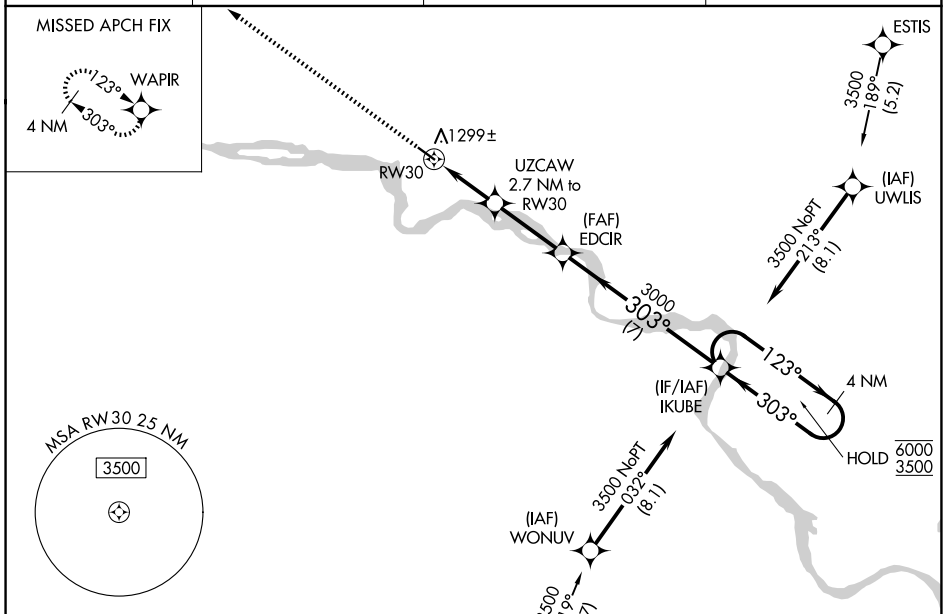 MISSED APCH FIX
WAPIR
123°
303°
4 NM
ESTIS
3500
189°
(5.2)
1299±
RW30
UZCAW
2.7 NM to
RW30
(IAF)
UWLIS
3500 NoPT
213°
(8.1)
(FAF)
EDCIR
3000
303°
(7)
123°
4 NM
303°
(IF/IAF)
IKUBE
HOLD
6000
3500
MSA RW30 25 NM
3500
3500 NoPT
032°
(8.1)
(IAF)
WONUV